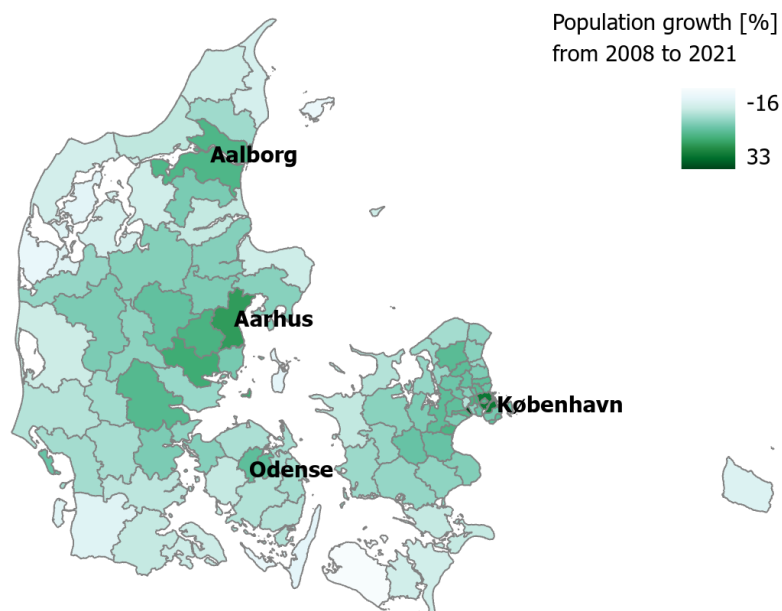 Population growth [%]
from 2008 to 2021
-16
33
Aalborg
Aarhus
København
Odense